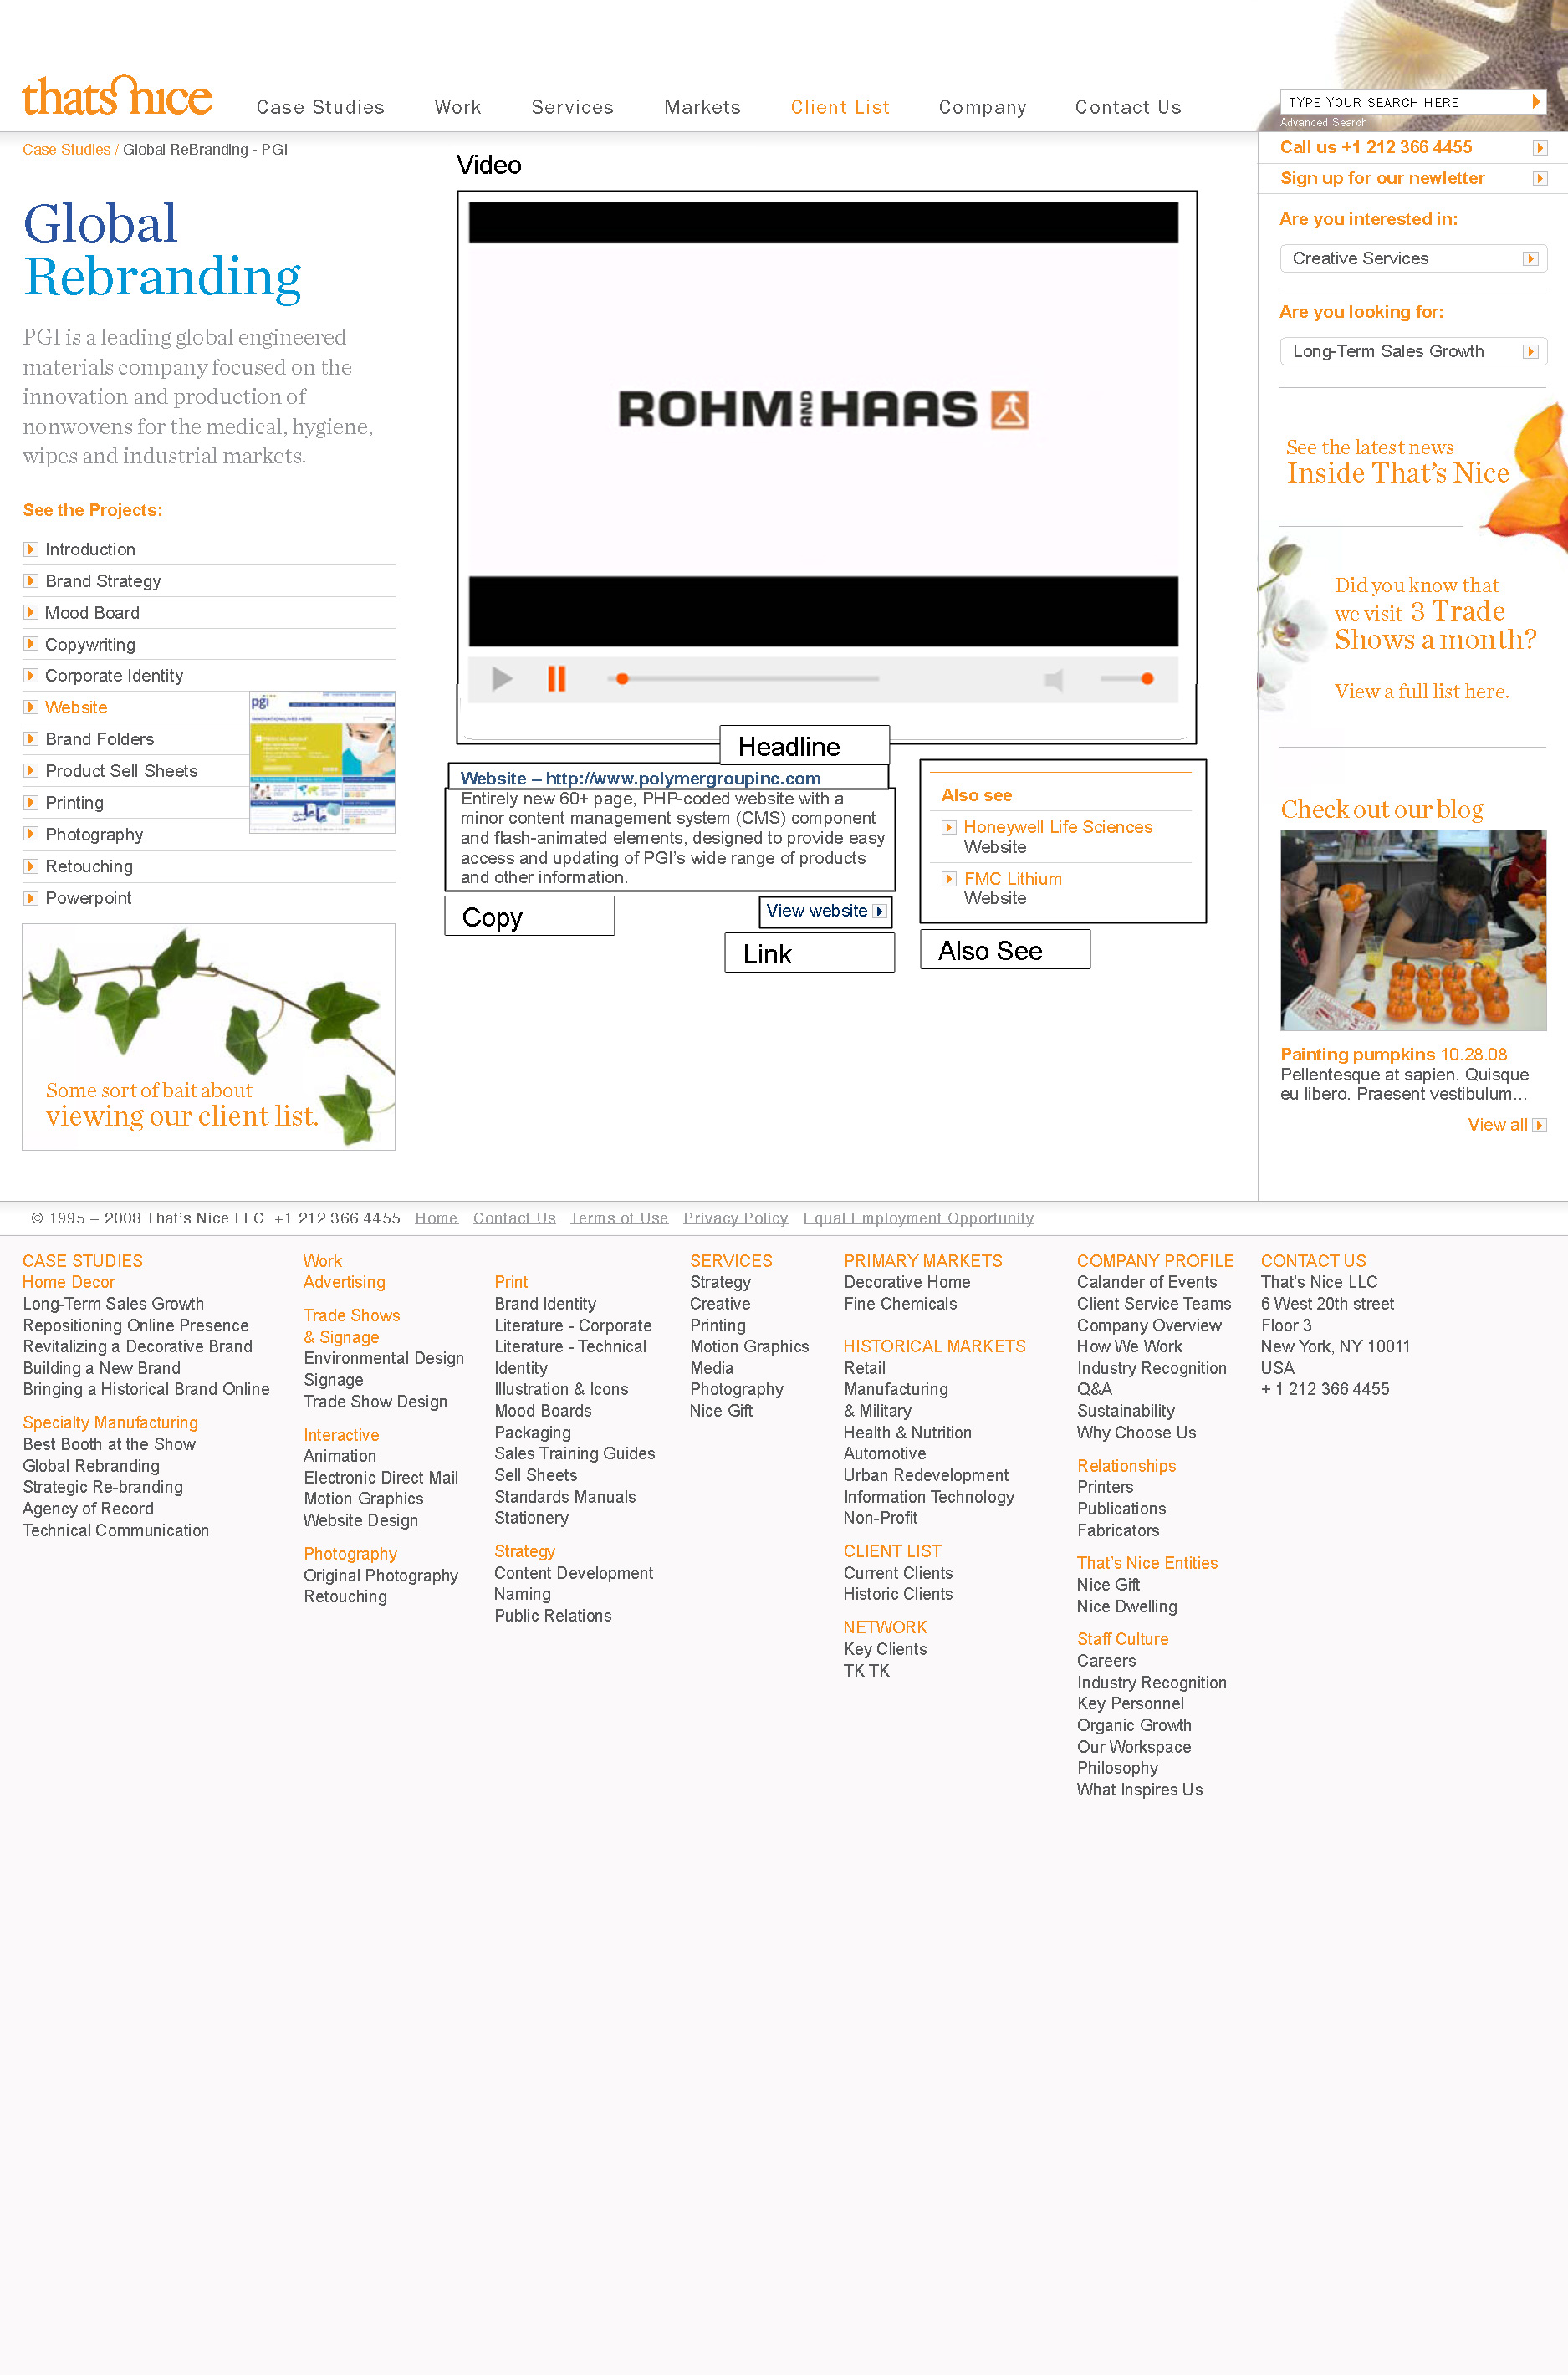 thatsnice
Case Studies
Work
Services
Markets
Client List
Company
Contact Us
TYPE YOUR SEARCH HERE
Advanced Search
Case Studies / Global ReBranding - PGI
Global
Rebranding
PGI is a leading global engineered
materials company focused on the
innovation and production of
nonwovens for the medical, hygiene,
wipes and industrial markets.
See the Projects:
Introduction
Brand Strategy
Mood Board
Copywriting
Corporate Identity
Website
Brand Folders
Product Sell Sheets
Printing
Photography
Retouching
Powerpoint
pgi
Some sort of bait about
viewing our client list.
Video
ROHM AND HAAS
Headline
Website – http://www.polymergroupinc.com
Entirely new 60+ page, PHP-coded website with a
minor content management system (CMS) component
and flash-animated elements, designed to provide easy
access and updating of PGI's wide range of products
and other information.
Copy
View website
Link
Also see
Honeywell Life Sciences
Website
FMC Lithium
Website
Also See
Call us +1 212 366 4455
Sign up for our newletter
Are you interested in:
Creative Services
Are you looking for:
Long-Term Sales Growth
See the latest news
Inside That's Nice
Did you know that
we visit 3 Trade
Shows a month?
View a full list here.
Check out our blog
Painting pumpkins 10.28.08
Pellentesque at sapien. Quisque
eu libero. Praesent vestibulum...
View all
© 1995 – 2008 That's Nice LLC +1 212 366 4455 Home Contact Us Terms of Use Privacy Policy Equal Employment Opportunity
CASE STUDIES
Home Decor
Long-Term Sales Growth
Repositioning Online Presence
Revitalizing a Decorative Brand
Building a New Brand
Bringing a Historical Brand Online
Specialty Manufacturing
Best Booth at the Show
Global Rebranding
Strategic Re-branding
Agency of Record
Technical Communication
Work
Advertising
Trade Shows
& Signage
Environmental Design
Signage
Trade Show Design
Interactive
Animation
Electronic Direct Mail
Motion Graphics
Website Design
Photography
Original Photography
Retouching
Print
Brand Identity
Literature - Corporate
Literature - Technical
Identity
Illustration & Icons
Mood Boards
Packaging
Sales Training Guides
Sell Sheets
Standards Manuals
Stationery
Strategy
Content Development
Naming
Public Relations
SERVICES
Strategy
Creative
Printing
Motion Graphics
Media
Photography
Nice Gift
PRIMARY MARKETS
Decorative Home
Fine Chemicals
HISTORICAL MARKETS
Retail
Manufacturing
& Military
Health & Nutrition
Automotive
Urban Redevelopment
Information Technology
Non-Profit
CLIENT LIST
Current Clients
Historic Clients
NETWORK
Key Clients
TK TK
COMPANY PROFILE
Calander of Events
Client Service Teams
Company Overview
How We Work
Industry Recognition
Q&A
Sustainability
Why Choose Us
Relationships
Printers
Publications
Fabricators
That's Nice Entities
Nice Gift
Nice Dwelling
Staff Culture
Careers
Industry Recognition
Key Personnel
Organic Growth
Our Workspace
Philosophy
What Inspires Us
CONTACT US
That's Nice LLC
6 West 20th street
Floor 3
New York, NY 10011
USA
+ 1 212 366 4455